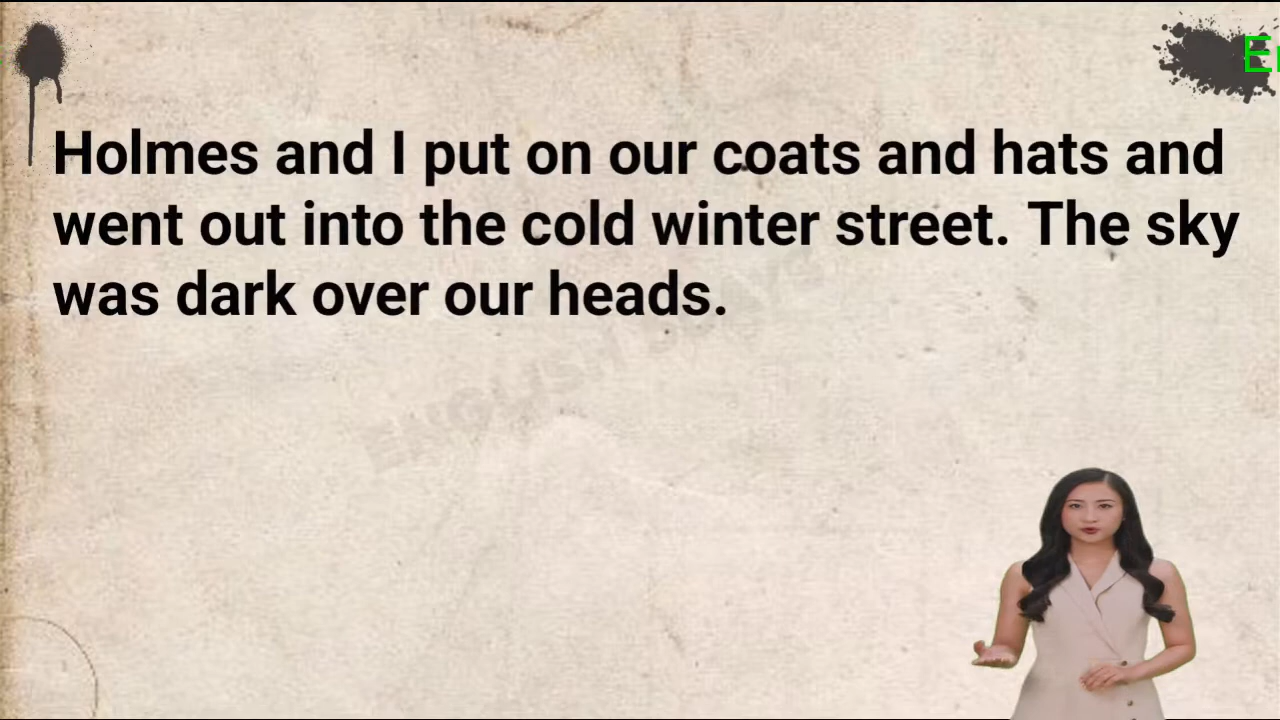 Holmes and I put on our coats and hats and
went out into the cold winter street. The sky
was dark over our heads.